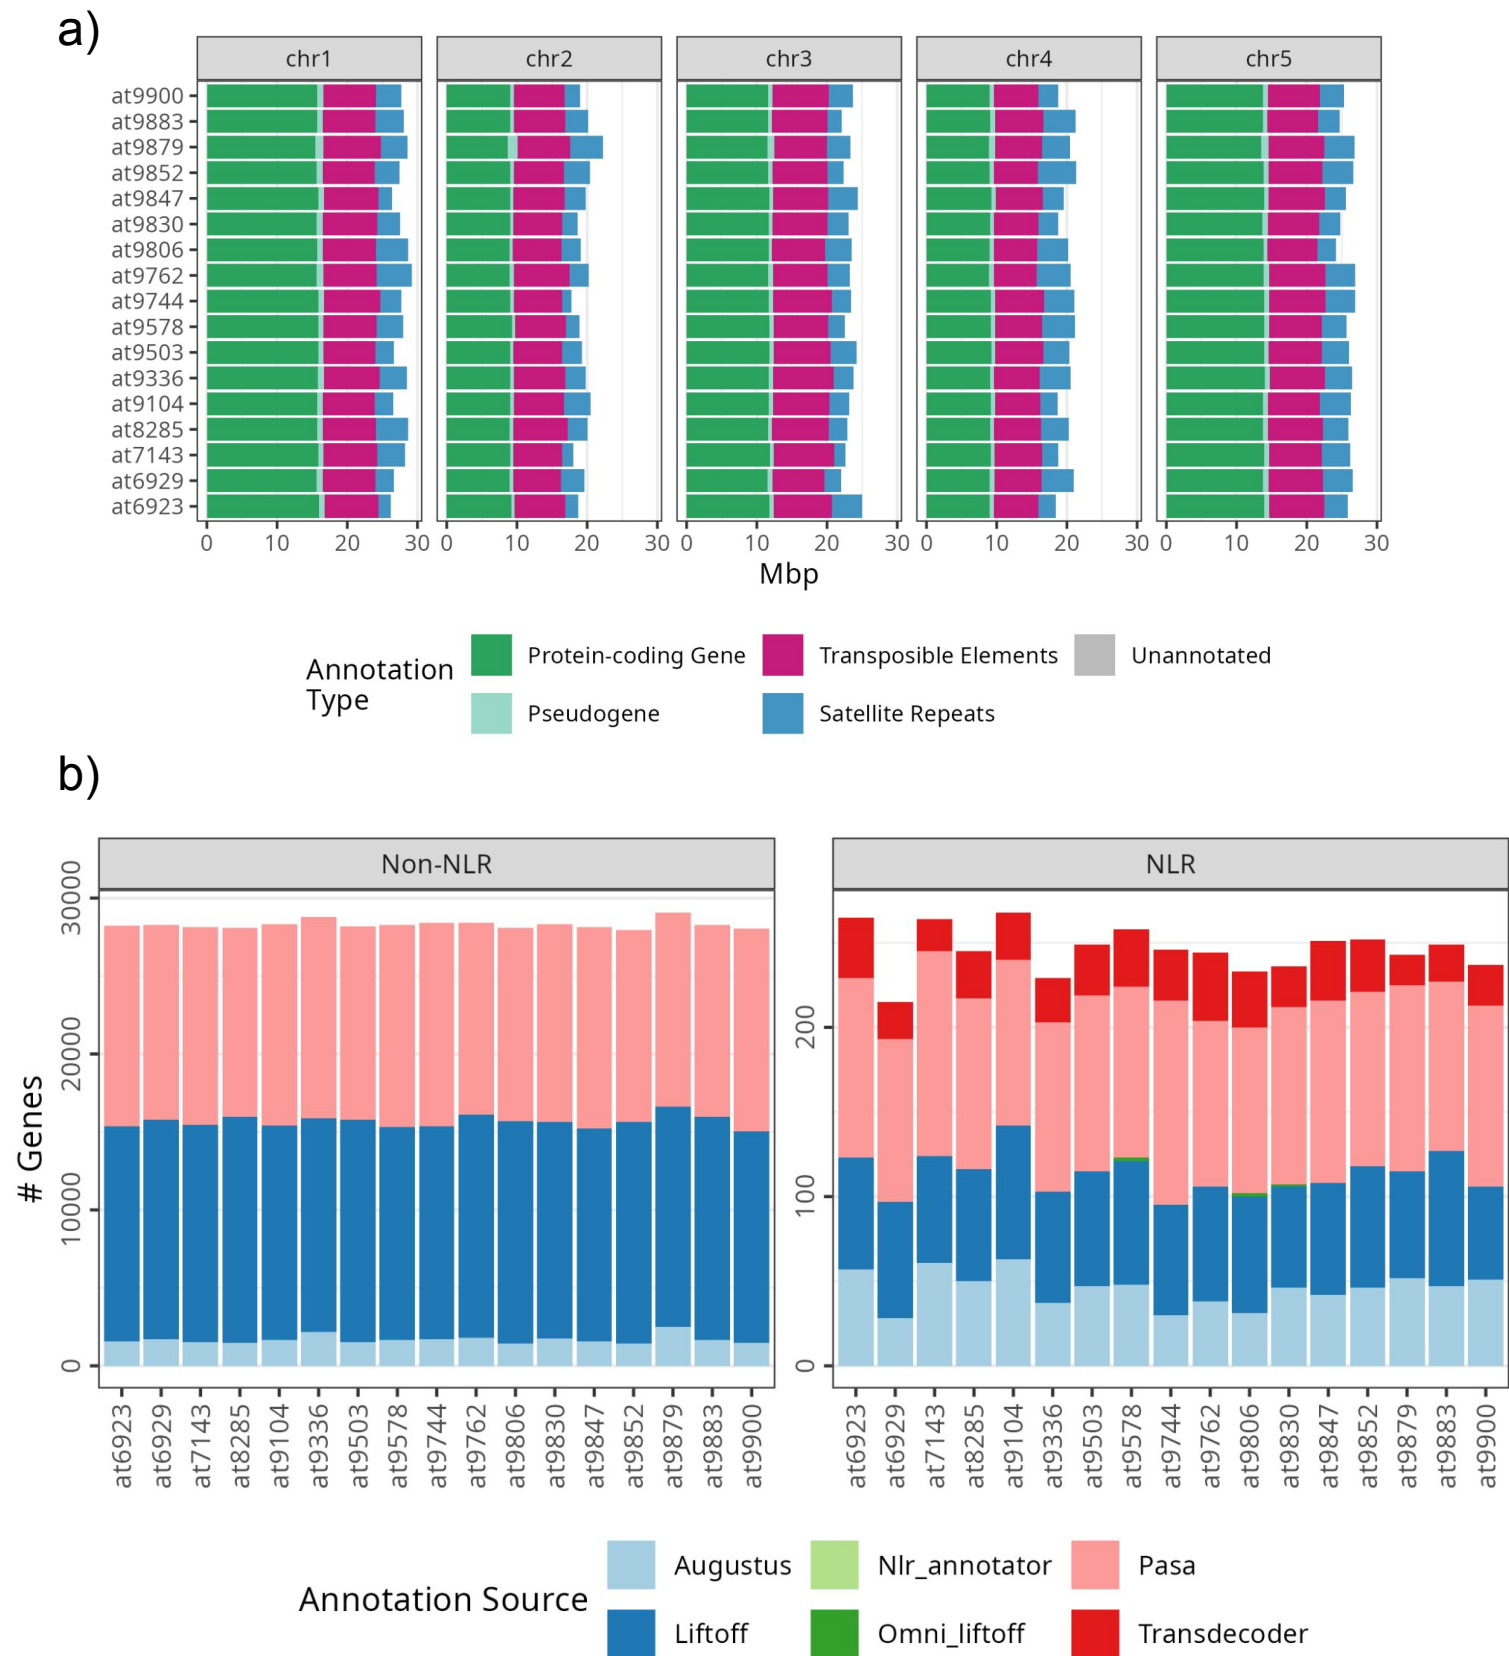 a)
chr1 chr2 chr3 chr4 chr5
at9900
at9883
at9879
at9852
at9847
at9830
at9806
at9762
at9744
at9578
at9503
at9336
at9104
at8285
at7143
at6929
at6923
0 10 20 30 0 10 20 30 0 10 20 30 0 10 20 30 0 10 20 30
Mbp
Annotation Type
Protein-coding Gene
Transposible Elements
Unannotated
Pseudogene
Satellite Repeats
b)
Non-NLR
NLR
# Genes
30000
20000
10000
0
200
100
0
at6923 at6929 at7143 at8285 at9104 at9336 at9503 at9578 at9744 at9762 at9806 at9830 at9847 at9852 at9879 at9883 at9900
at6923 at6929 at7143 at8285 at9104 at9336 at9503 at9578 at9744 at9762 at9806 at9830 at9847 at9852 at9879 at9883 at9900
Annotation Source
Augustus
Nlr_annotator
Pasa
Liftoff
Omni_liftoff
Transdecoder